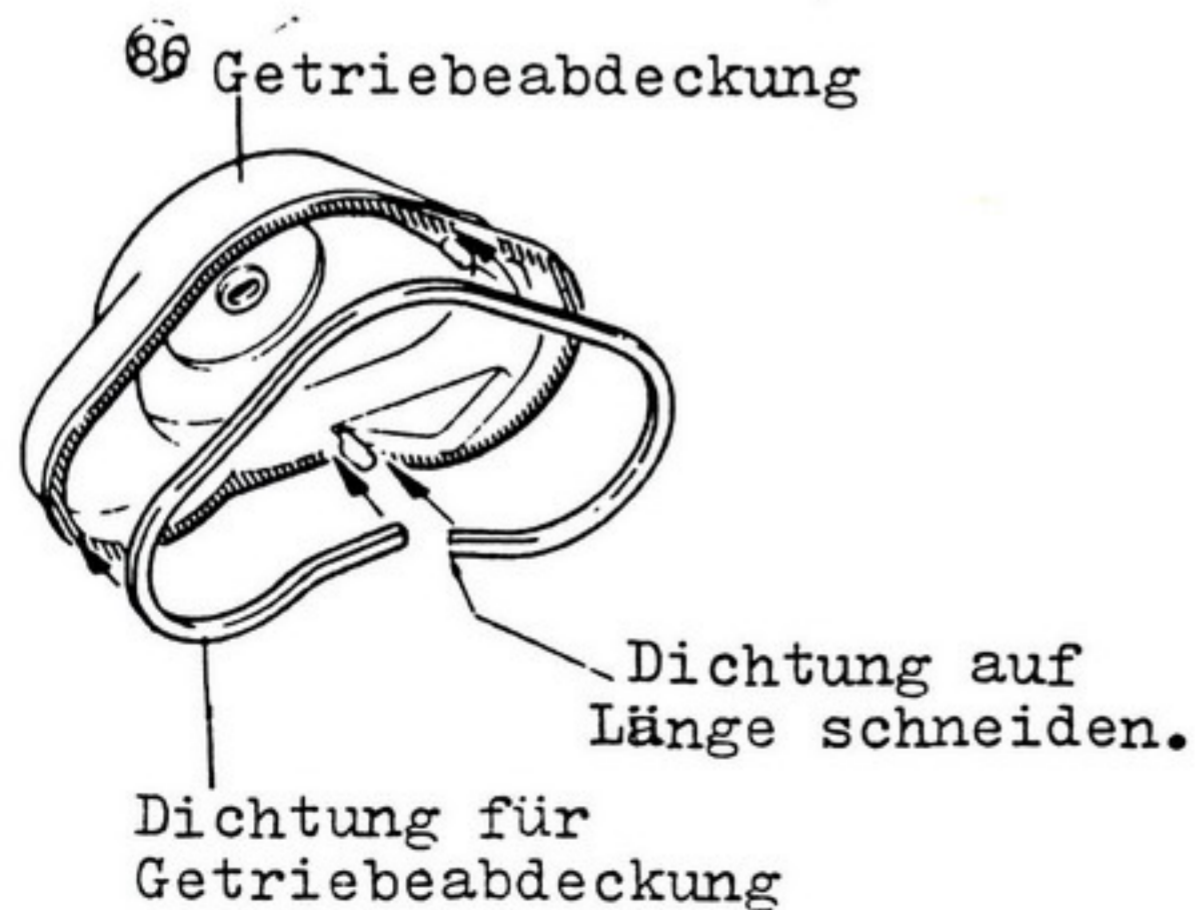 86 Getriebeabdeckung
Dichtung auf
Länge schneiden.
Dichtung für
Getriebeabdeckung